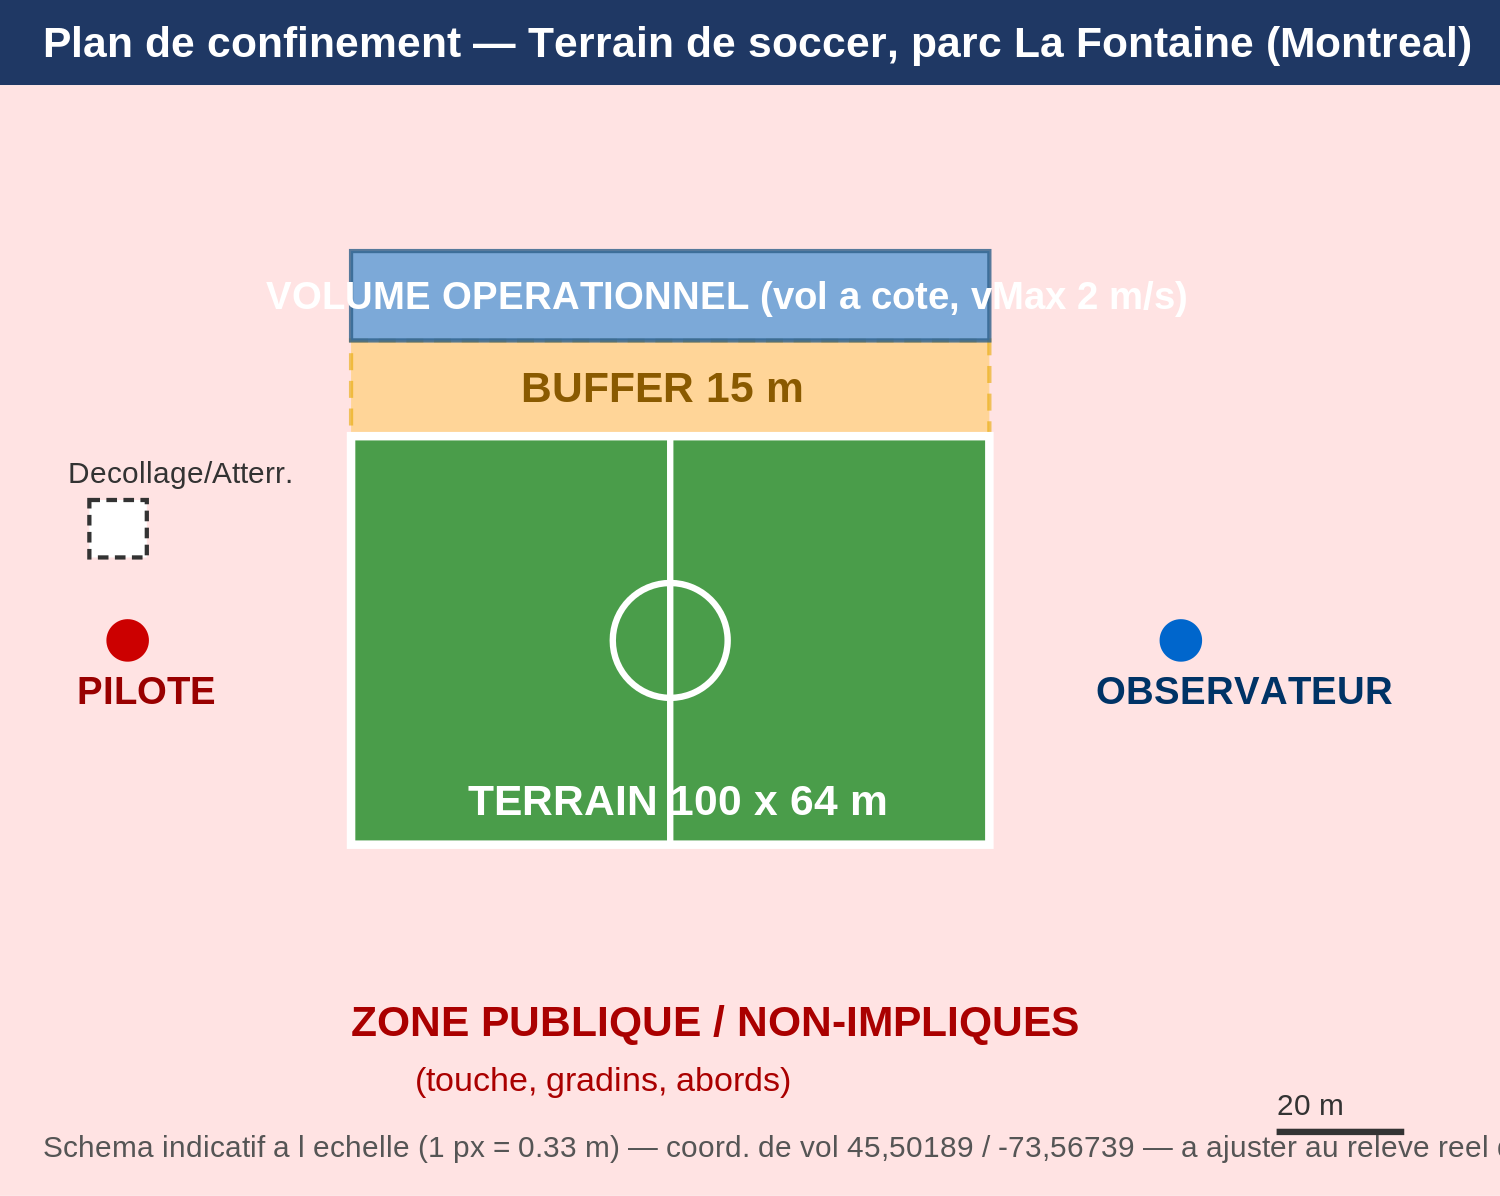 Plan de confinement — Terrain de soccer, parc La Fontaine (Montreal)
VOLUME OPERATIONNEL (vol a cote, vMax 2 m/s)
BUFFER 15 m
Decollage/Atterr.
PILOTE
OBSERVATEUR
TERRAIN 100 x 64 m
ZONE PUBLIQUE / NON-IMPLIQUES
(touche, gradins, abords)
20 m
Schema indicatif a l echelle (1 px = 0.33 m) — coord. de vol 45,50189 / -73,56739 — a ajuster au releve reel